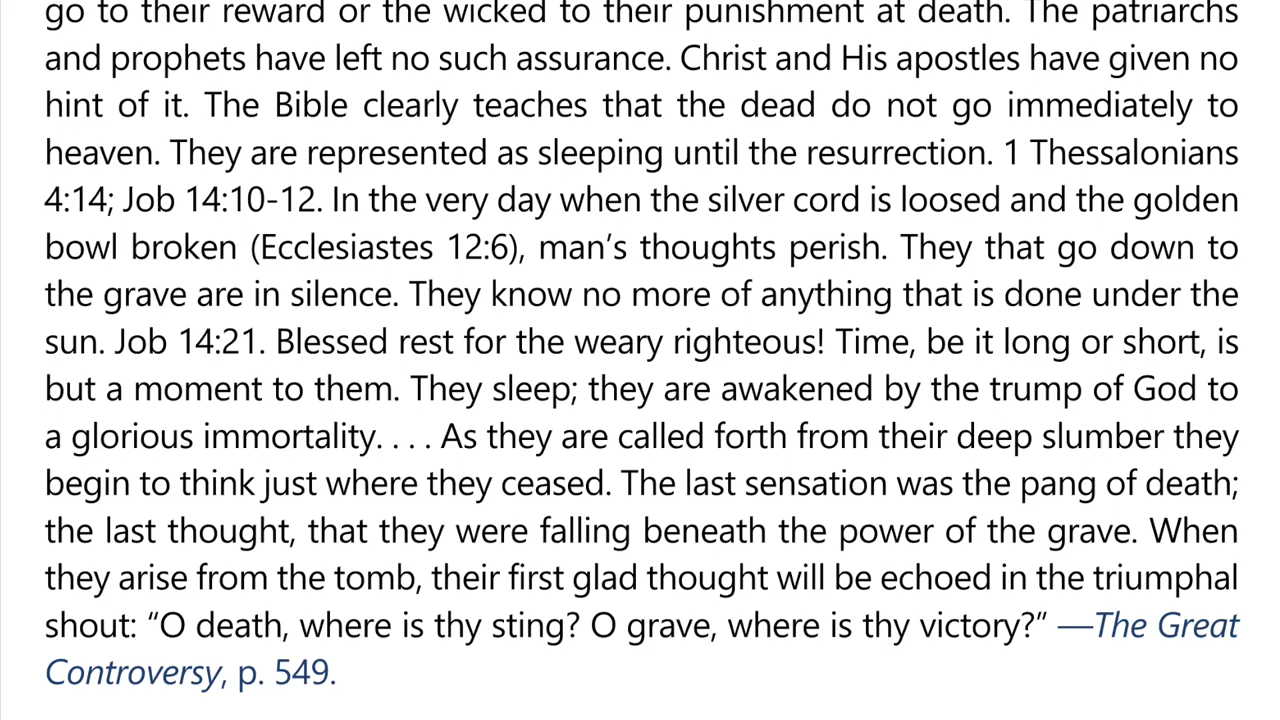 go to their reward or the wicked to their punishment at death. The patriarchs
and prophets have left no such assurance. Christ and His apostles have given no
hint of it. The Bible clearly teaches that the dead do not go immediately to
heaven. They are represented as sleeping until the resurrection. 1 Thessalonians
4:14; Job 14:10-12. In the very day when the silver cord is loosed and the golden
bowl broken (Ecclesiastes 12:6), man’s thoughts perish. They that go down to
the grave are in silence. They know no more of anything that is done under the
sun. Job 14:21. Blessed rest for the weary righteous! Time, be it long or short, is
but a moment to them. They sleep; they are awakened by the trump of God to
a glorious immortality. . . . As they are called forth from their deep slumber they
begin to think just where they ceased. The last sensation was the pang of death;
the last thought, that they were falling beneath the power of the grave. When
they arise from the tomb, their first glad thought will be echoed in the triumphal
shout: “O death, where is thy sting? O grave, where is thy victory?” —The Great
Controversy, p. 549.